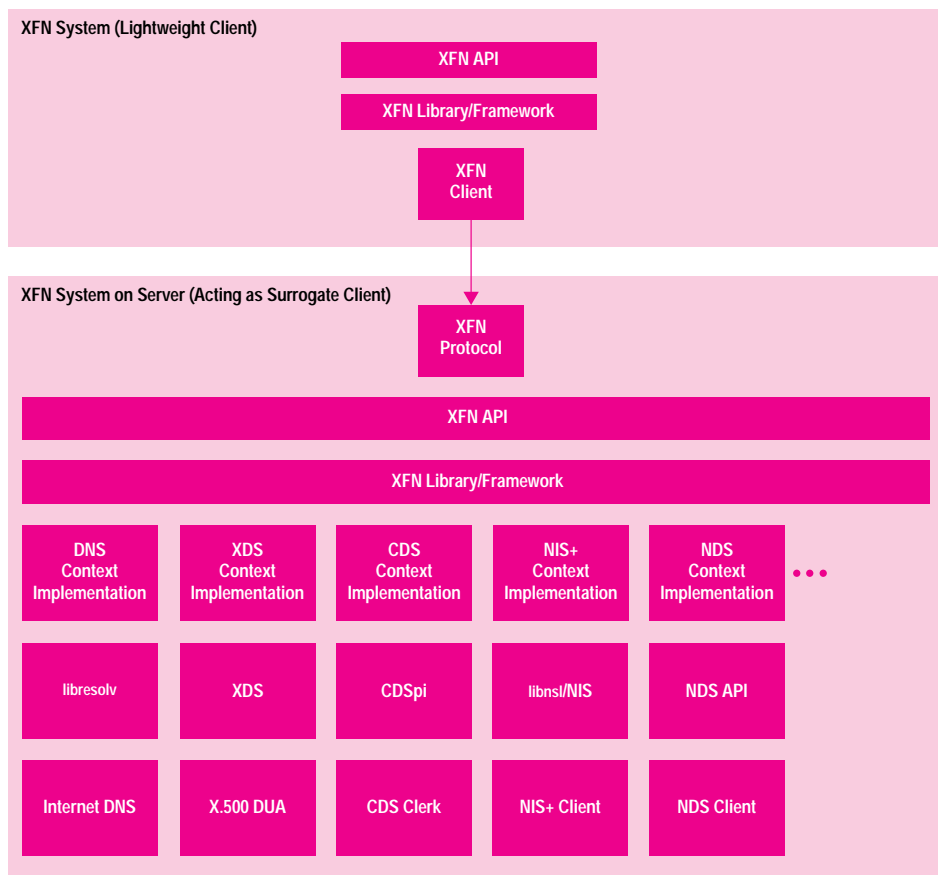 XFN System (Lightweight Client)
XFN API
XFN Library/Framework
XFN
Client
XFN System on Server (Acting as Surrogate Client)
XFN
Protocol
XFN API
XFN Library/Framework
DNS
Context
Implementation
XDS
Context
Implementation
CDS
Context
Implementation
NIS+
Context
Implementation
NDS
Context
Implementation
•••
libresolv
XDS
CDSpi
libnsl/NIS
NDS API
Internet DNS
X.500 DUA
CDS Clerk
NIS+ Client
NDS Client